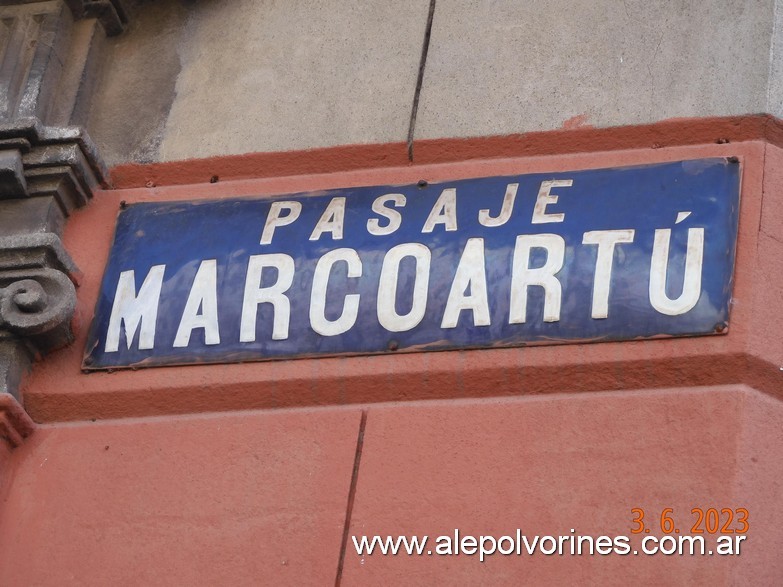 PASAJE
MARCOARTÚ
3. 6. 2023
www.alepolvorines.com.ar